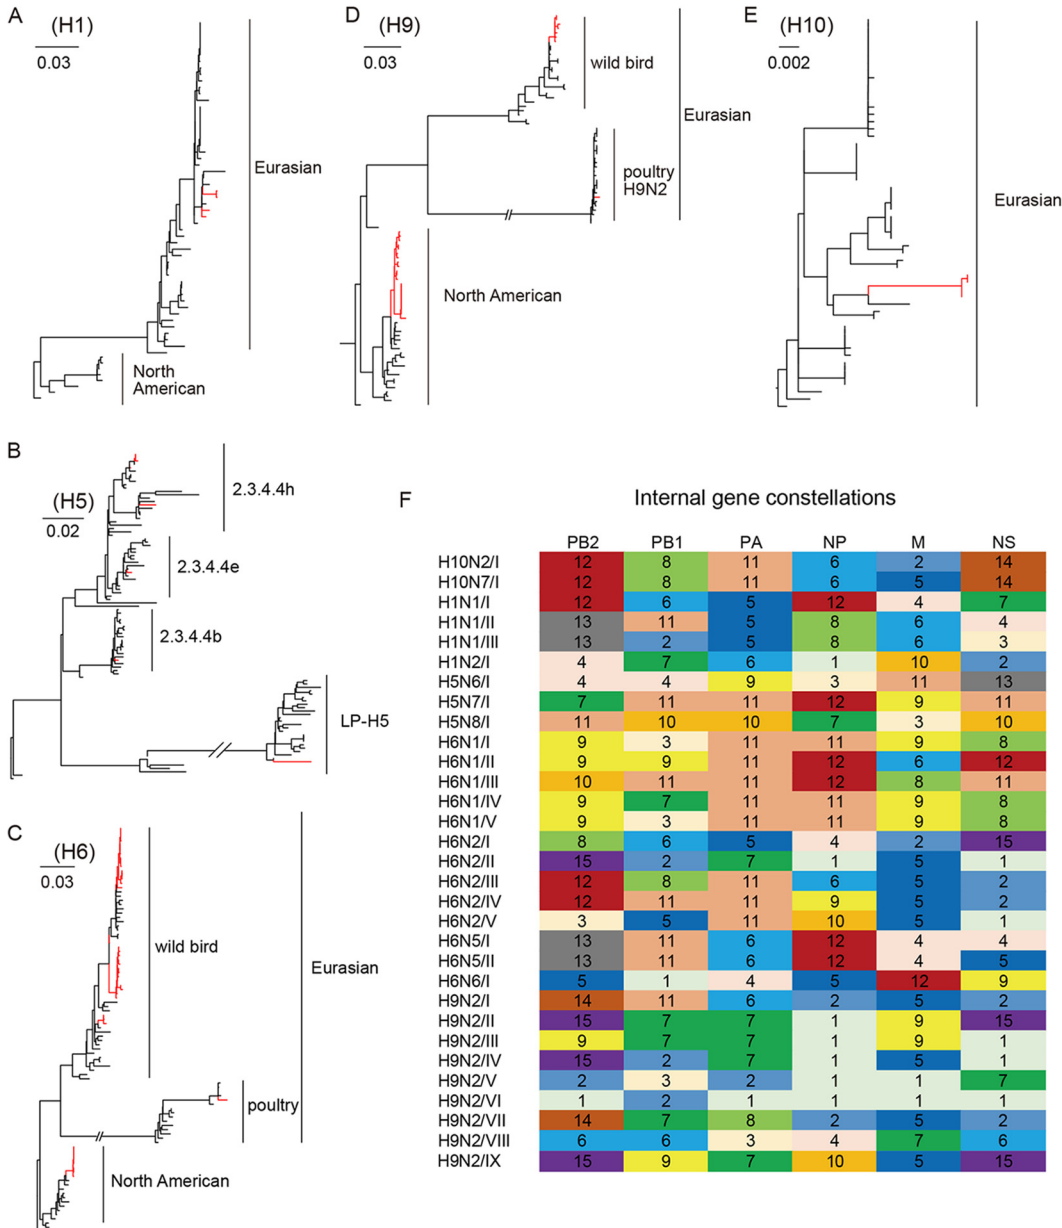 A
(H1)
0.03
Eurasian
North
American
D
(H9)
0.03
wild bird
Eurasian
poultry
H9N2
North American
E
(H10)
0.002
Eurasian
B
(H5)
0.02
2.3.4.4h
2.3.4.4e
2.3.4.4b
LP-H5
C
(H6)
0.03
wild bird
Eurasian
poultry
North American
F
Internal gene constellations
PB2 PB1 PA NP M NS
H10N2/I 12 8 11 6 2 14
H10N7/I 12 8 11 6 5 14
H1N1/I 12 6 5 12 4 7
H1N1/II 13 11 5 8 6 4
H1N1/III 13 2 5 8 6 3
H1N2/I 4 7 6 1 10 2
H5N6/I 4 4 9 3 11 13
H5N7/I 7 11 11 12 9 11
H5N8/I 11 10 10 7 3 10
H6N1/I 9 3 11 11 9 8
H6N1/II 9 9 11 12 6 12
H6N1/III 10 11 11 12 8 11
H6N1/IV 9 7 11 11 9 8
H6N1/V 9 3 11 11 9 8
H6N2/I 8 6 5 4 2 15
H6N2/II 15 2 7 1 5 1
H6N2/III 12 8 11 6 5 2
H6N2/IV 12 11 11 9 5 2
H6N2/V 3 5 11 10 5 1
H6N5/I 13 11 6 12 4 4
H6N5/II 13 11 6 12 4 5
H6N6/I 5 1 4 5 12 9
H9N2/I 14 11 6 2 5 2
H9N2/II 15 7 7 1 9 15
H9N2/III 9 7 7 1 9 1
H9N2/IV 15 2 7 1 5 1
H9N2/V 2 3 2 1 1 7
H9N2/VI 1 2 1 1 1 1
H9N2/VII 14 7 8 2 5 2
H9N2/VIII 6 6 3 4 7 6
H9N2/IX 15 9 7 10 5 15